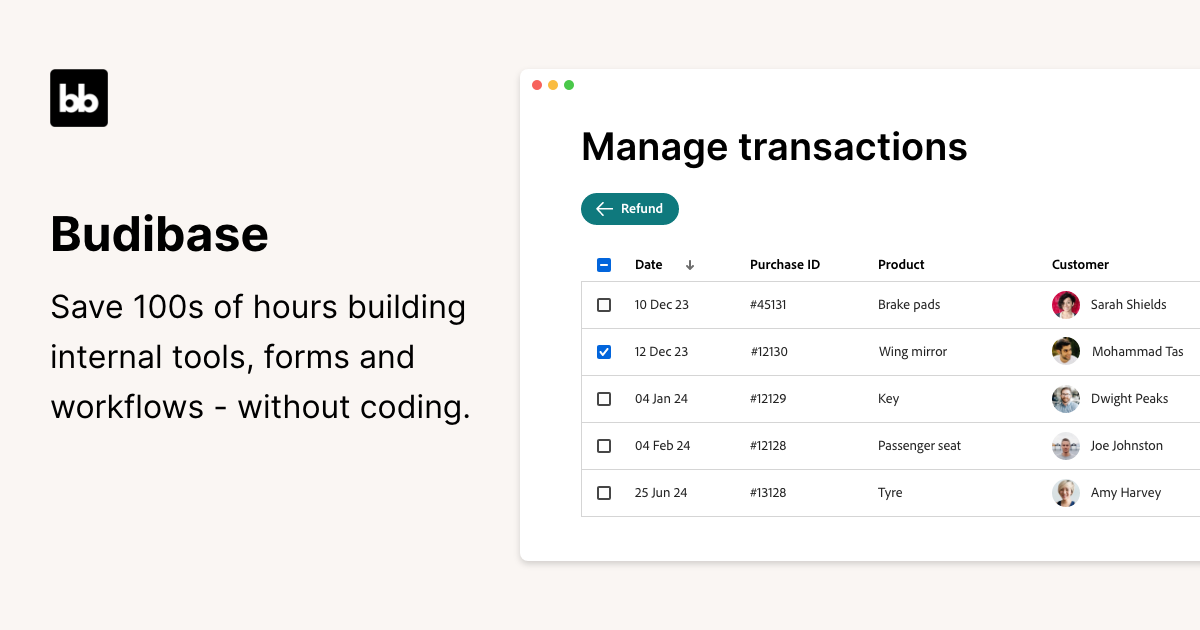 bb
Budibase
Save 100s of hours building
internal tools, forms and
workflows - without coding.
Manage transactions
Refund
Date Purchase ID Product Customer
10 Dec 23 #45131 Brake pads Sarah Shields
12 Dec 23 #12130 Wing mirror Mohammad Tas
04 Jan 24 #12129 Key Dwight Peaks
04 Feb 24 #12128 Passenger seat Joe Johnston
25 Jun 24 #13128 Tyre Amy Harvey